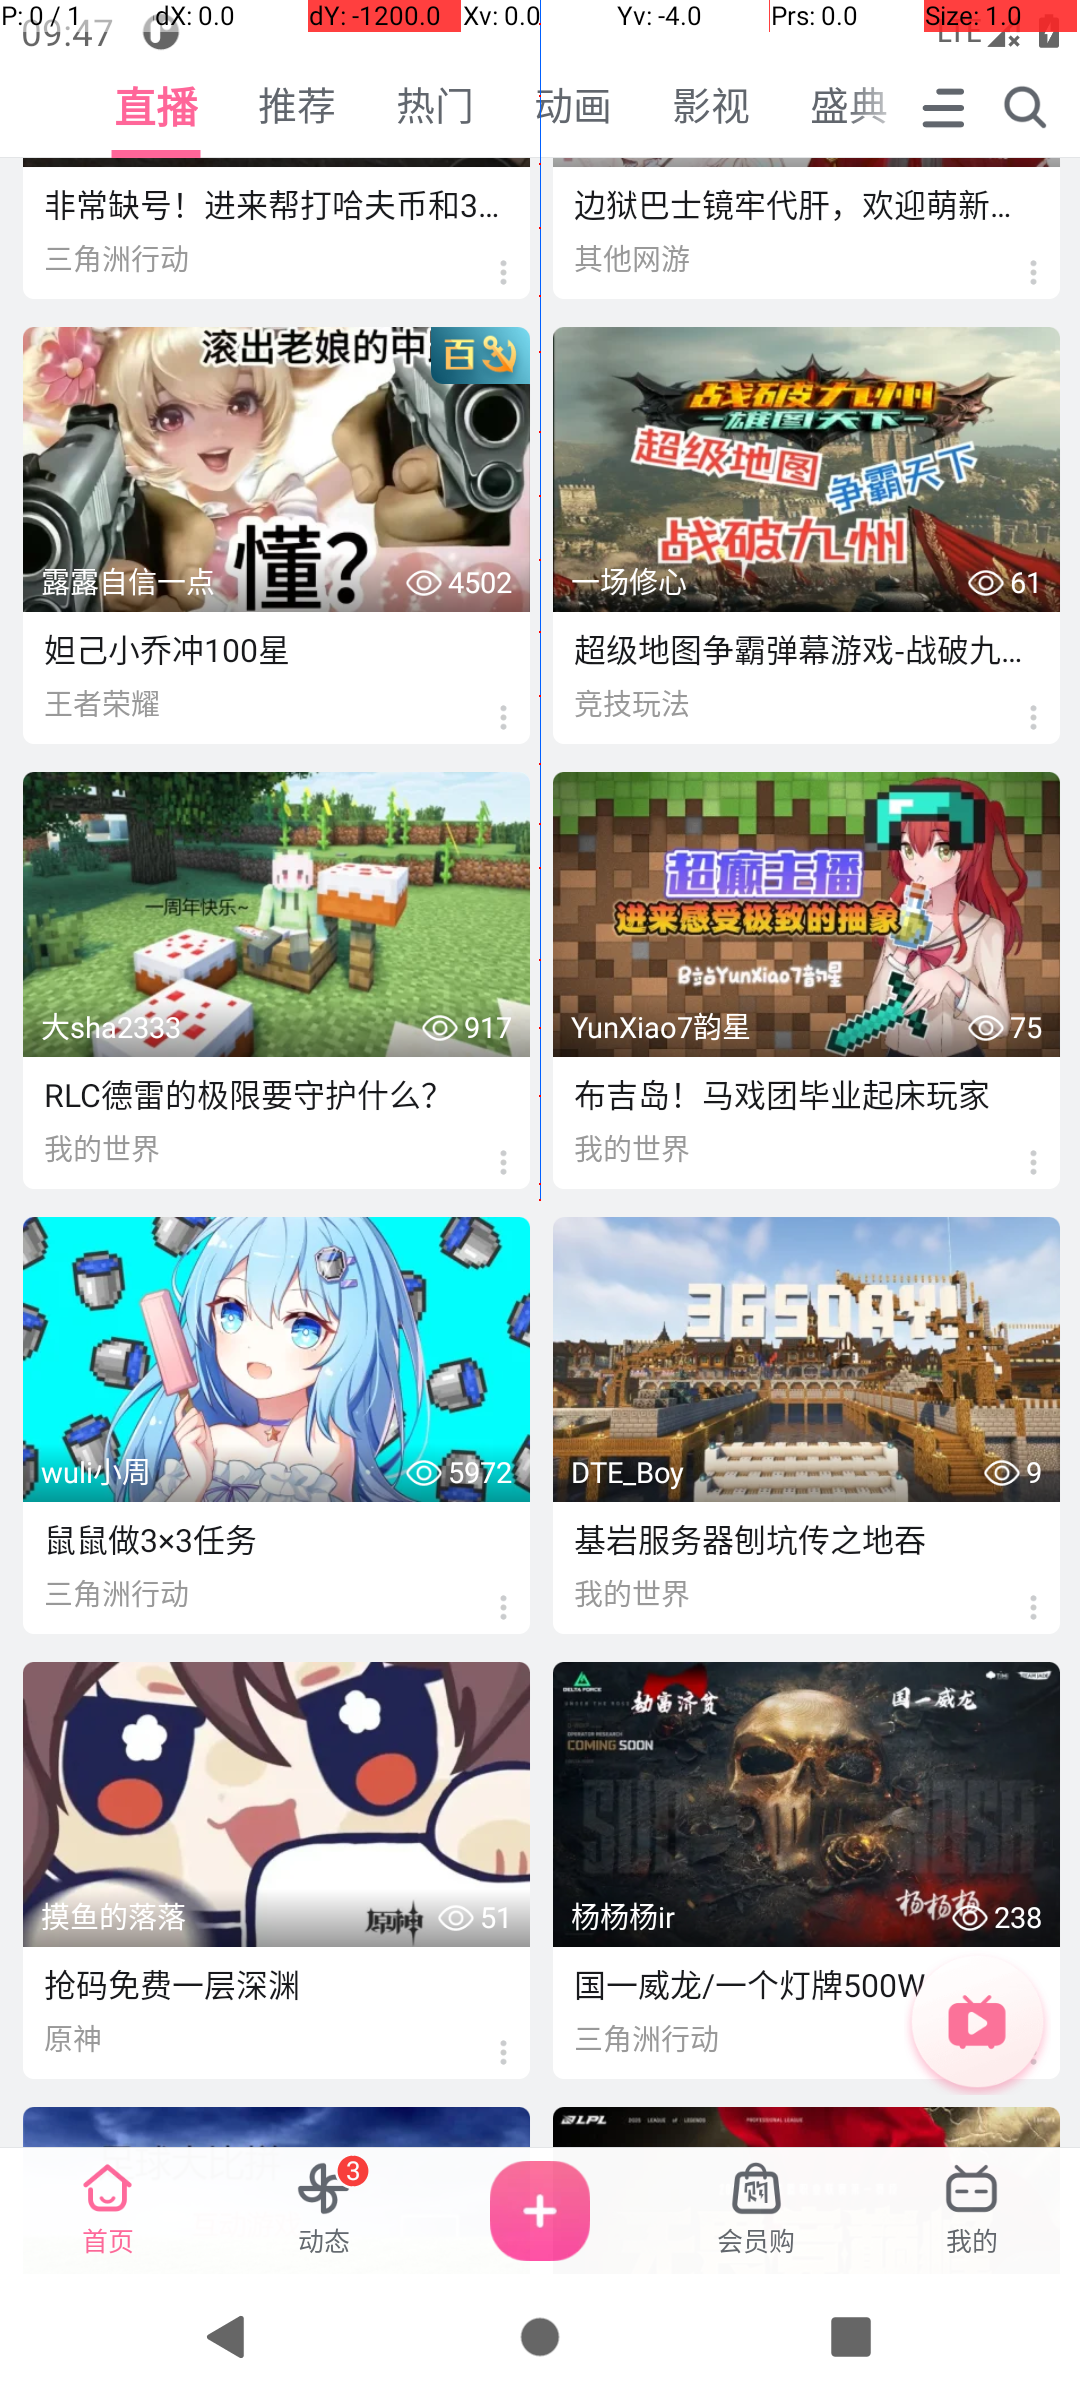 P: 0 / 1 dX: 0.0 dY: -1200.0 Xv: 0.0 Yv: -4.0 Prs: 0.0 Size: 1.0
09:47 LTE
直播 推荐 热门 动画 影视 盛典
非常缺号！进来帮打哈夫币和3...
三角洲行动
边狱巴士镜牢代肝，欢迎萌新...
其他网游
滚出老娘的中
百
懂?
露露自信一点 4502
妲己小乔冲100星
王者荣耀
战破九州
雄图天下
超级地图
争霸天下
战破九州
一场修心 61
超级地图争霸弹幕游戏-战破九...
竞技玩法
一周年快乐~
大sha2333 917
RLC德雷的极限要守护什么？
我的世界
超癫主播
进来感受极致的抽象
B站YunXiao7韵星
YunXiao7韵星 75
布吉岛！马戏团毕业起床玩家
我的世界
wuli小周 5972
鼠鼠做3×3任务
三角洲行动
365DAY!
DTE_Boy 9
基岩服务器刨坑传之地吞
我的世界
原神
摸鱼的落落 51
抢码免费一层深渊
原神
DELTA FORCE
劫富济贫
国一威龙
COMING SOON
杨杨杨
杨杨杨ir 238
国一威龙/一个灯牌500W
三角洲行动
LPL
首页
动态 3
会员购
我的